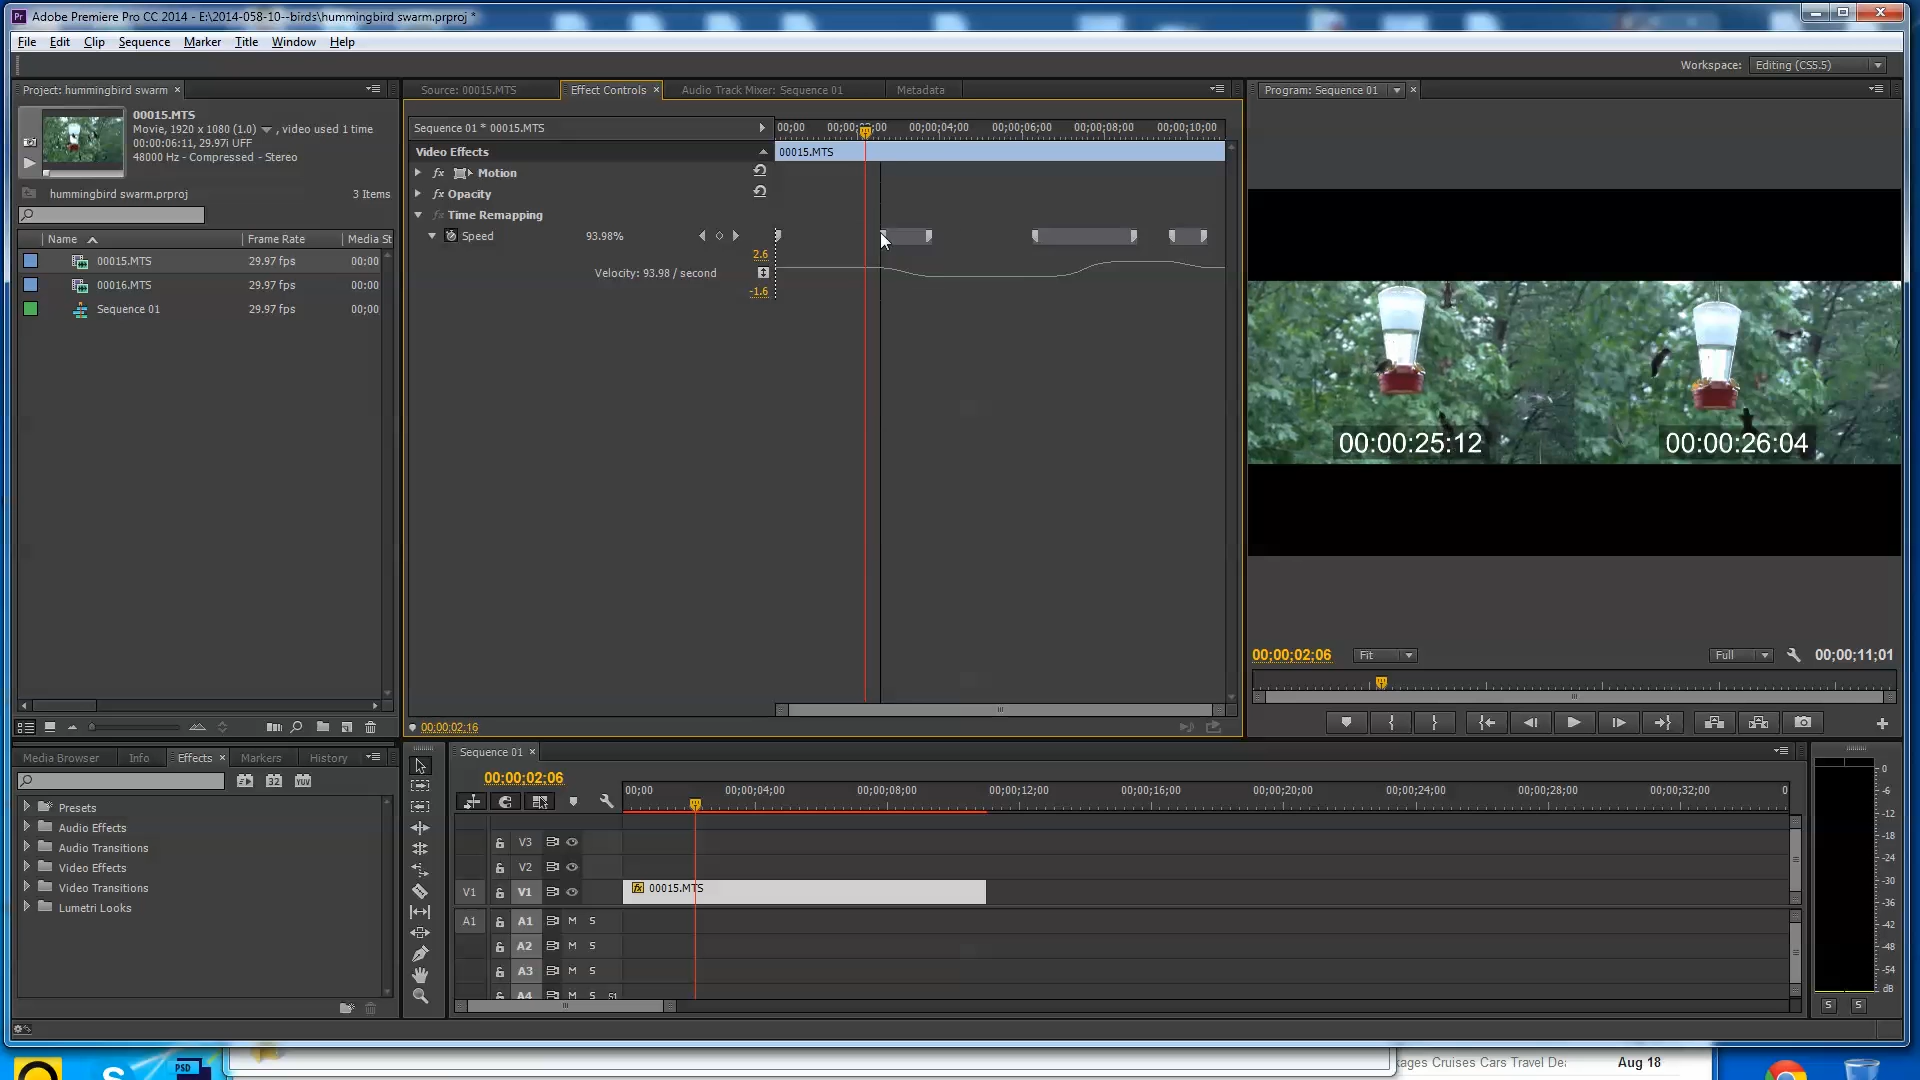 Pr Adobe Premiere Pro CC 2014 - E:\2014-058-10--birds\hummingbird swarm.prproj *
File Edit Clip Sequence Marker Title Window Help
Workspace: Editing (CS5.5)
Project: hummingbird swarm ×
Source: 00015.MTS
Effect Controls ×
Audio Track Mixer: Sequence 01
Metadata
Program: Sequence 01
00015.MTS
Movie, 1920 x 1080 (1.0) , video used 1 time
00:00:06:11, 29.97i UFF
48000 Hz - Compressed - Stereo
hummingbird swarm.prproj 3 Items
Name Frame Rate Media St
00015.MTS 29.97 fps 00:00
00016.MTS 29.97 fps 00:00
Sequence 01 29.97 fps 00;00
Sequence 01 * 00015.MTS
00;00 00;00;04;00 00;00;06;00 00;00;08;00 00;00;10;00
Video Effects
00015.MTS
fx Motion
fx Opacity
fx Time Remapping
Speed 93.98%
2.6
Velocity: 93.98 / second
-1.6
00;00;02;16
00:00:25:12 00:00:26:04
00;00;02;06 Fit Full 00;00;11;01
Media Browser Info Effects × Markers History
32 YUV
Presets
Audio Effects
Audio Transitions
Video Effects
Video Transitions
Lumetri Looks
Sequence 01 ×
00;00;02;06
00;00 00;00;04;00 00;00;08;00 00;00;12;00 00;00;16;00 00;00;20;00 00;00;24;00 00;00;28;00 00;00;32;00 0
V3
V2
V1 V1 fx 00015.MTS
A1 A1 M S
A2 M S
A3 M S
A4 M S 51
0
-6
-12
-18
-24
-30
-36
-42
-48
-54
dB
S S
PSD
kages Cruises Cars Travel De
Aug 18